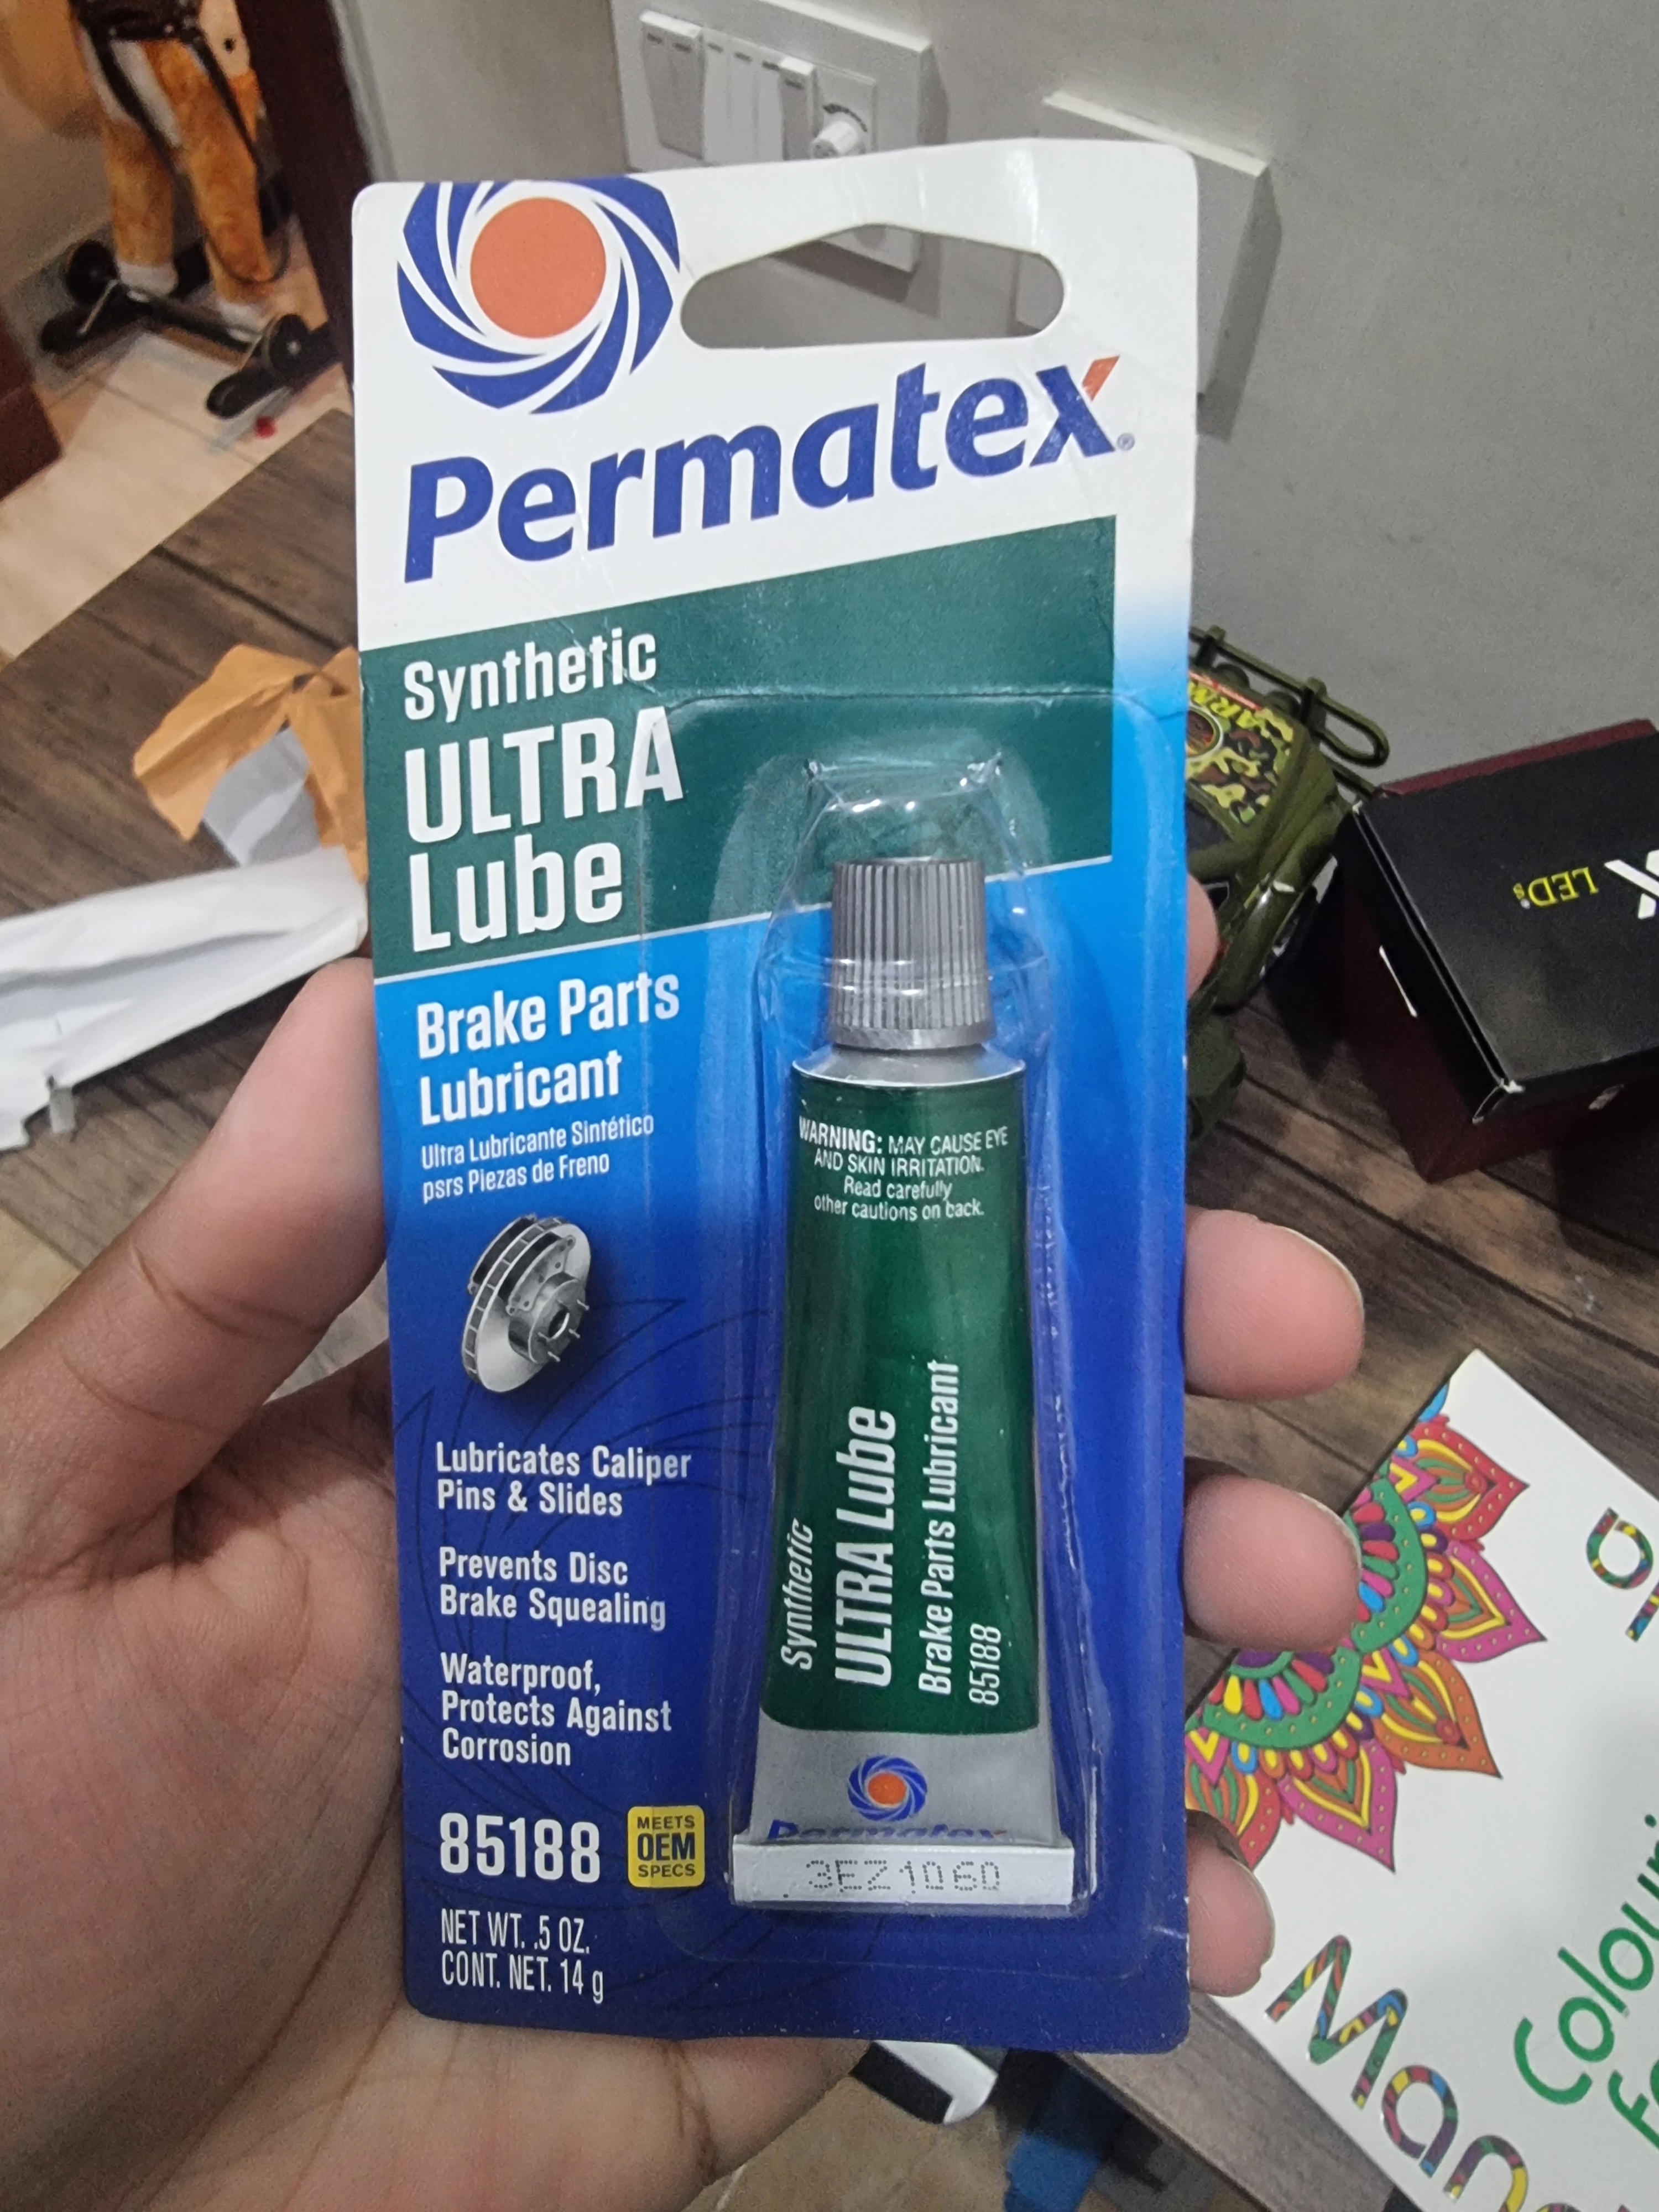 Permatex®
Synthetic
ULTRA
Lube
Brake Parts
Lubricant
Ultra Lubricante Sintético
psrs Piezas de Freno
Lubricates Caliper
Pins & Slides
Prevents Disc
Brake Squealing
Waterproof,
Protects Against
Corrosion
85188
MEETS
OEM
SPECS
NET WT. .5 OZ.
CONT. NET. 14 g
WARNING: MAY CAUSE EYE
AND SKIN IRRITATION.
Read carefully
other cautions on back.
Synthetic
ULTRA Lube
Brake Parts Lubricant
85188
Permatex
3EZ1060
LEDs
Colouri